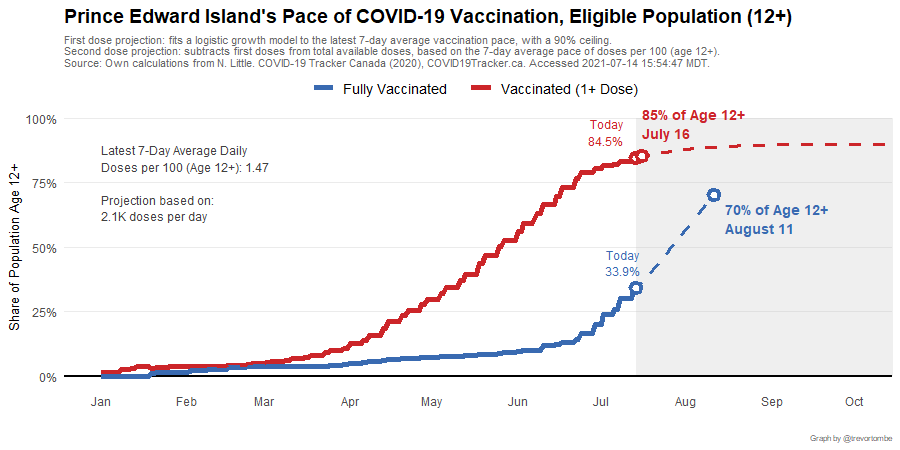 Prince Edward Island's Pace of COVID-19 Vaccination, Eligible Population (12+)
First dose projection: fits a logistic growth model to the latest 7-day average vaccination pace, with a 90% ceiling.
Second dose projection: subtracts first doses from total available doses, based on the 7-day average pace of doses per 100 (age 12+).
Source: Own calculations from N. Little. COVID-19 Tracker Canada (2020), COVID19Tracker.ca. Accessed 2021-07-14 15:54:47 MDT.
Fully Vaccinated
Vaccinated (1+ Dose)
Share of Population Age 12+
100%
75%
50%
25%
0%
Latest 7-Day Average Daily
Doses per 100 (Age 12+): 1.47
Projection based on:
2.1K doses per day
Today
84.5%
85% of Age 12+
July 16
70% of Age 12+
August 11
Today
33.9%
Jan
Feb
Mar
Apr
May
Jun
Jul
Aug
Sep
Oct
Graph by @trevortombe